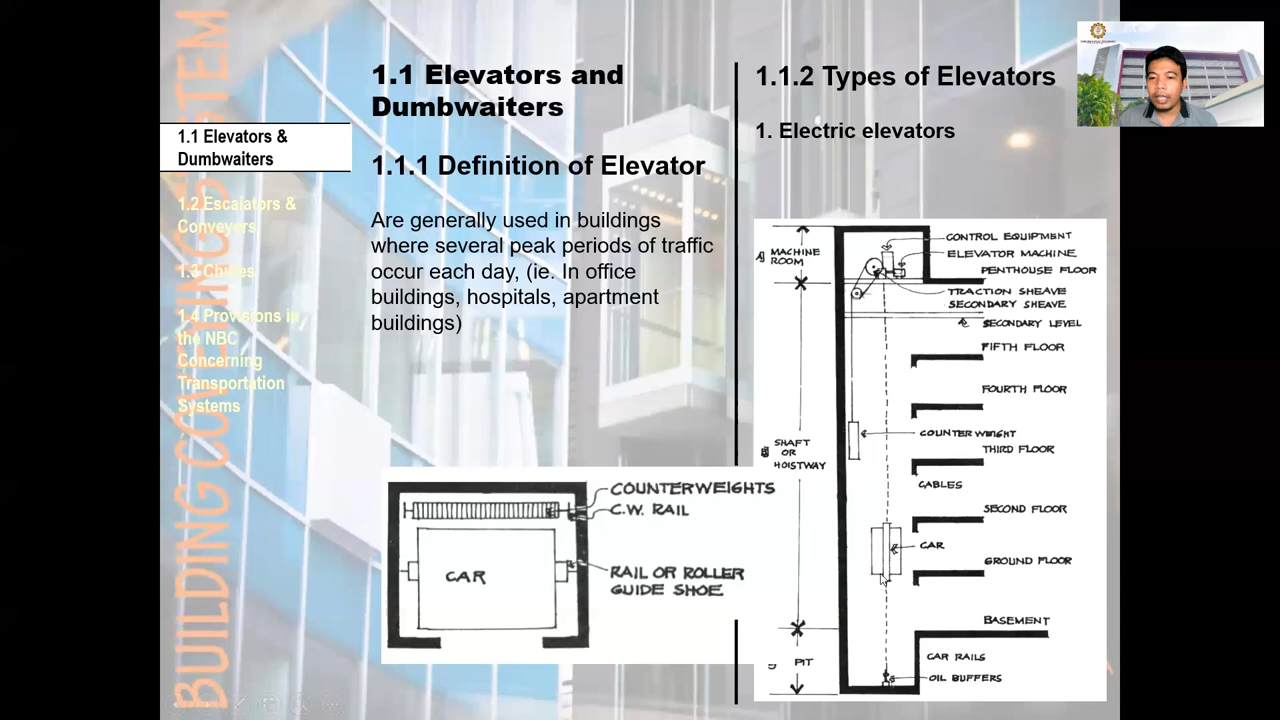 BUILDING COVERING SYSTEM
1.1 Elevators &
Dumbwaiters
1.2 Escalators &
Conveyers
1.3 Chutes
1.4 Provisions in
the NBC
Concerning
Transportation
Systems
1.1 Elevators and
Dumbwaiters
1.1.1 Definition of Elevator
Are generally used in buildings
where several peak periods of traffic
occur each day, (ie. In office
buildings, hospitals, apartment
buildings)
COUNTERWEIGHTS
C.W. RAIL
CAR
RAIL OR ROLLER
GUIDE SHOE
1.1.2 Types of Elevators
1. Electric elevators
MACHINE
ROOM
CONTROL EQUIPMENT
ELEVATOR MACHINE
PENTHOUSE FLOOR
TRACTION SHEAVE
SECONDARY SHEAVE
SECONDARY LEVEL
FIFTH FLOOR
FOURTH FLOOR
COUNTERWEIGHT
SHAFT
OR
HOISTWAY
THIRD FLOOR
CABLES
SECOND FLOOR
CAR
GROUND FLOOR
BASEMENT
PIT
CAR RAILS
OIL BUFFERS